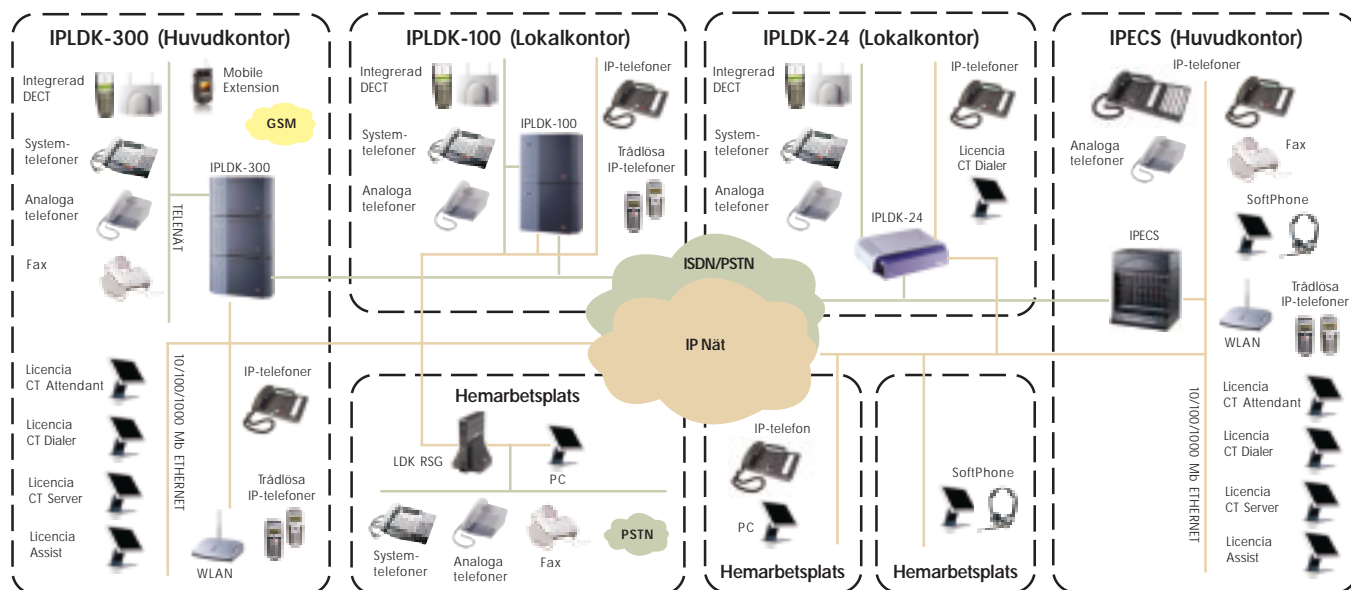 IPLDK-300 (Huvudkontor)
Integrerad
DECT
Mobile
Extension
GSM
System-
telefoner
IPLDK-300
Analoga
telefoner
TELENÄT
Fax
10/100/1000 Mb ETHERNET
Licencia
CT Attendant
IP-telefoner
Licencia
CT Dialer
Licencia
CT Server
Trådlösa
IP-telefoner
Licencia
Assist
WLAN
IPLDK-100 (Lokalkontor)
Integrerad
DECT
IP-telefoner
System-
telefoner
IPLDK-100
Trådlösa
IP-telefoner
Analoga
telefoner
ISDN/PSTN
IP Nät
Hemarbetsplats
LDK RSG
PC
System-
telefoner
Analoga
telefoner
Fax
PSTN
IPLDK-24 (Lokalkontor)
Integrerad
DECT
IP-telefoner
System-
telefoner
Licencia
CT Dialer
Analoga
telefoner
IPLDK-24
IP-telefon
PC
Hemarbetsplats
SoftPhone
Hemarbetsplats
IPECS (Huvudkontor)
IP-telefoner
Analoga
telefoner
Fax
SoftPhone
IPECS
Trådlösa
IP-telefoner
WLAN
10/100/1000 Mb ETHERNET
Licencia
CT Attendant
Licencia
CT Dialer
Licencia
CT Server
Licencia
Assist